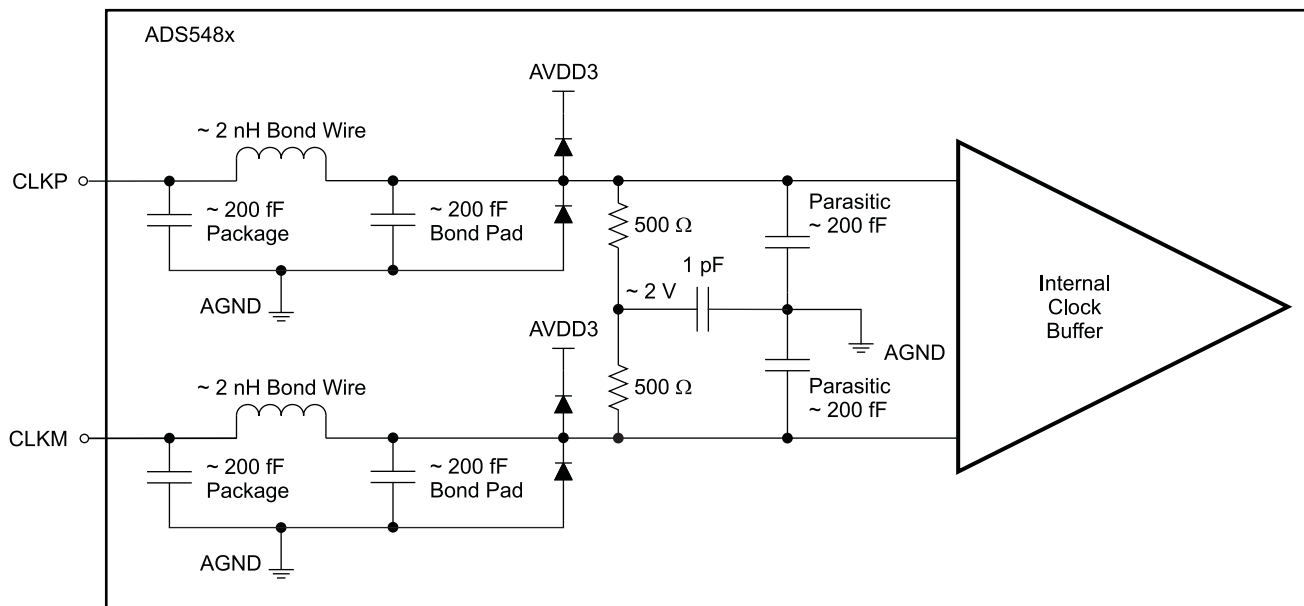 ADS548x
AVDD3
~ 2 nH Bond Wire
CLKP
~ 200 fF
Package
~ 200 fF
Bond Pad
500 Ω
Parasitic
~ 200 fF
1 pF
~ 2 V
AGND
Internal
Clock
Buffer
AVDD3
AGND
~ 2 nH Bond Wire
500 Ω
Parasitic
~ 200 fF
CLKM
~ 200 fF
Package
~ 200 fF
Bond Pad
AGND